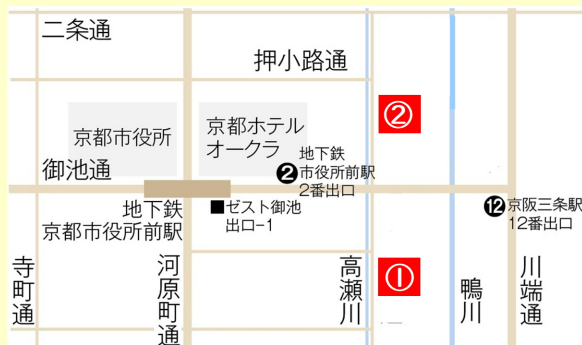 二条通
押小路通
京都市役所
京都ホテル
オークラ
②
御池通
❷
地下鉄
市役所前駅
2番出口
地下鉄
京都市役所前駅
■ゼスト御池
出口-1
⓬
京阪三条駅
12番出口
寺町通
河原町通
高瀬川
①
鴨川
川端通